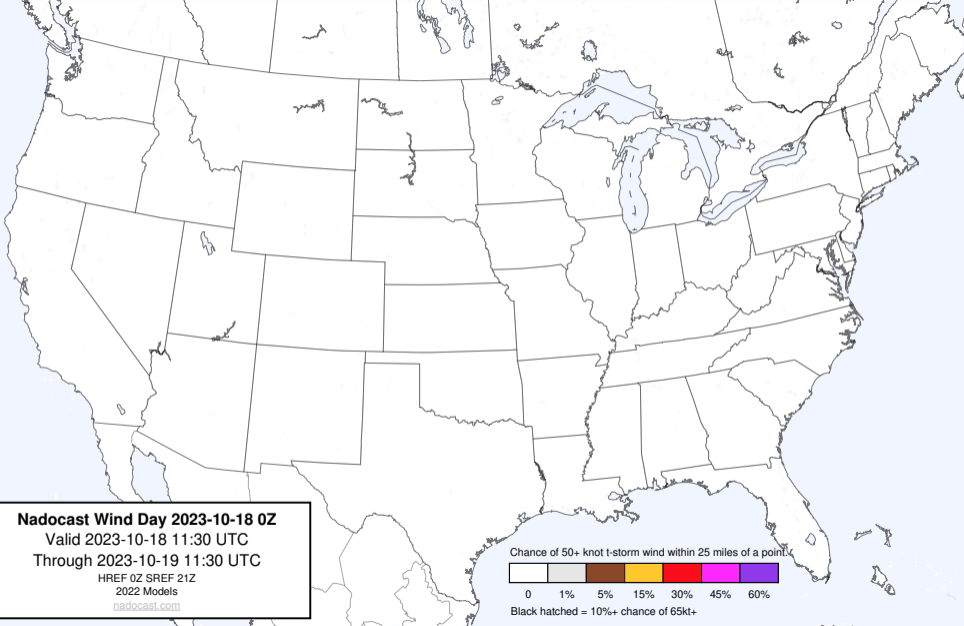 Nadocast Wind Day 2023-10-18 0Z
Valid 2023-10-18 11:30 UTC
Through 2023-10-19 11:30 UTC
HREF 0Z SREF 21Z
2022 Models
nadocast.com
Chance of 50+ knot t-storm wind within 25 miles of a point.
0 1% 5% 15% 30% 45% 60%
Black hatched = 10%+ chance of 65kt+